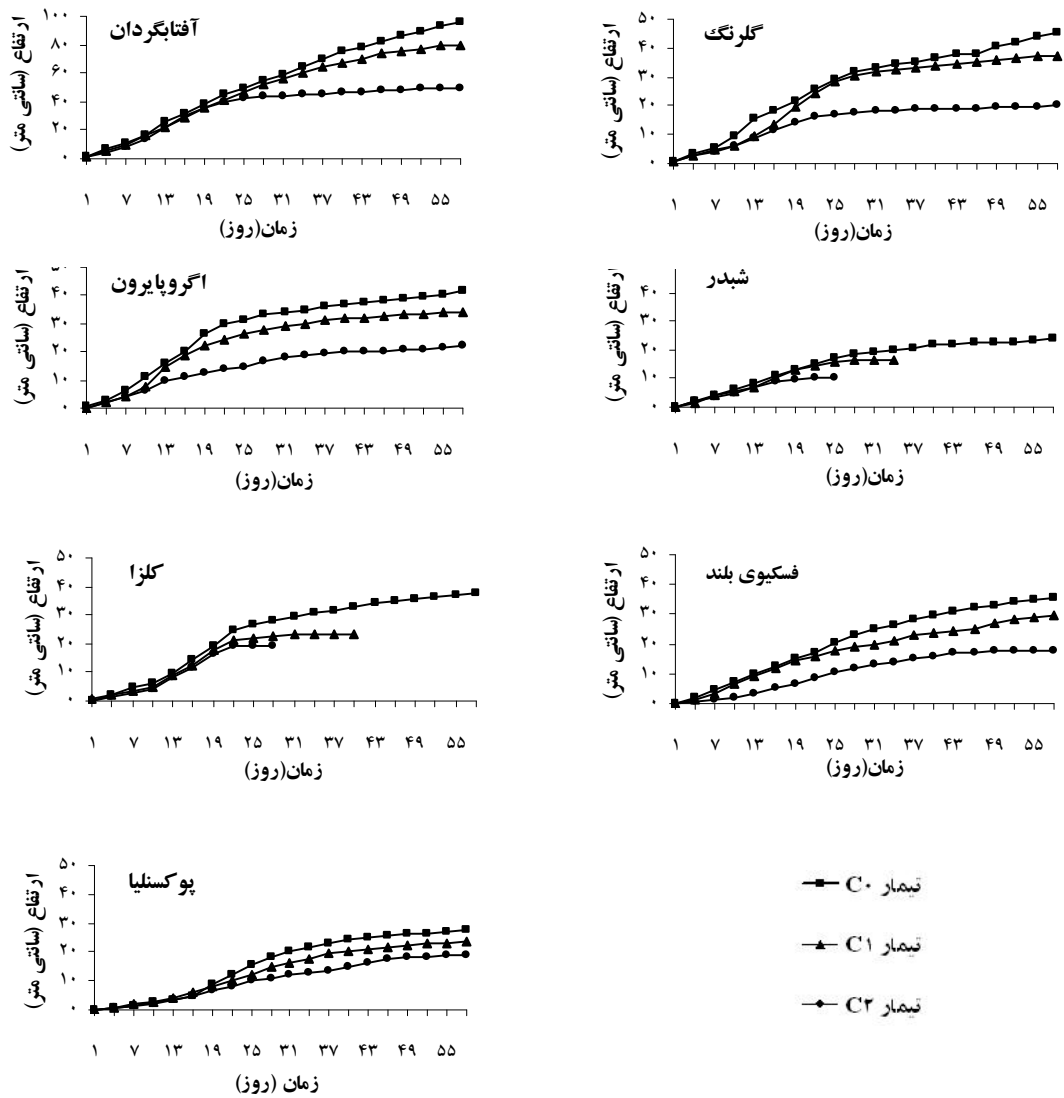 آفتابگردان
ارتفاع (سانتی متر)
۱۰۰
۸۰
۶۰
۴۰
۲۰
۰
۱ ۷ ۱۳ ۱۹ ۲۵ ۳۱ ۳۷ ۴۳ ۴۹ ۵۵
زمان(روز)
گلرنگ
ارتفاع (سانتی متر)
۵۰
۴۰
۳۰
۲۰
۱۰
۰
۱ ۷ ۱۳ ۱۹ ۲۵ ۳۱ ۳۷ ۴۳ ۴۹ ۵۵
زمان(روز)
اگروپایرون
ارتفاع (سانتی متر)
۵۰
۴۰
۳۰
۲۰
۱۰
۰
۱ ۷ ۱۳ ۱۹ ۲۵ ۳۱ ۳۷ ۴۳ ۴۹ ۵۵
زمان(روز)
شبدر
ارتفاع (سانتی متر)
۴۰
۳۰
۲۰
۱۰
۰
۱ ۷ ۱۳ ۱۹ ۲۵ ۳۱ ۳۷ ۴۳ ۴۹ ۵۵
زمان(روز)
کلزا
ارتفاع (سانتی متر)
۵۰
۴۰
۳۰
۲۰
۱۰
۰
۱ ۷ ۱۳ ۱۹ ۲۵ ۳۱ ۳۷ ۴۳ ۴۹ ۵۵
زمان(روز)
فسکیوی بلند
ارتفاع (سانتی متر)
۵۰
۴۰
۳۰
۲۰
۱۰
۰
۱ ۷ ۱۳ ۱۹ ۲۵ ۳۱ ۳۷ ۴۳ ۴۹ ۵۵
زمان(روز)
پوکسنلیا
ارتفاع (سانتی متر)
۵۰
۴۰
۳۰
۲۰
۱۰
۰
۱ ۷ ۱۳ ۱۹ ۲۵ ۳۱ ۳۷ ۴۳ ۴۹ ۵۵
زمان (روز)
تیمار C۰
تیمار C۱
تیمار C۲